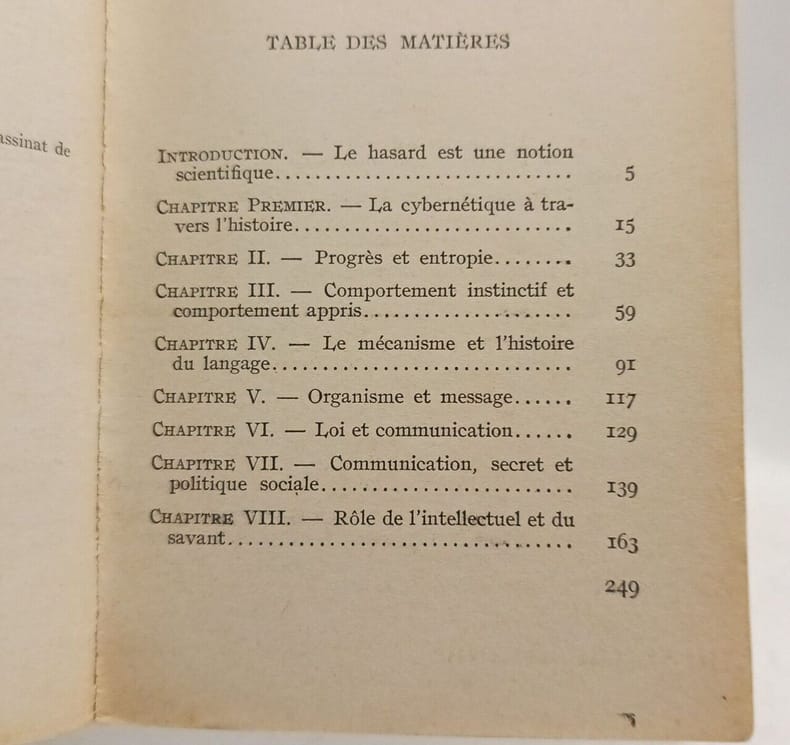 TABLE DES MATIÈRES
assinat de
INTRODUCTION. — Le hasard est une notion
scientifique.............................. 5
CHAPITRE PREMIER. — La cybernétique à tra-
vers l'histoire............................ 15
CHAPITRE II. — Progrès et entropie........ 33
CHAPITRE III. — Comportement instinctif et
comportement appris..................... 59
CHAPITRE IV. — Le mécanisme et l'histoire
du langage.............................. 91
CHAPITRE V. — Organisme et message...... 117
CHAPITRE VI. — Loi et communication...... 129
CHAPITRE VII. — Communication, secret et
politique sociale......................... 139
CHAPITRE VIII. — Rôle de l'intellectuel et du
savant.................................. 163
249